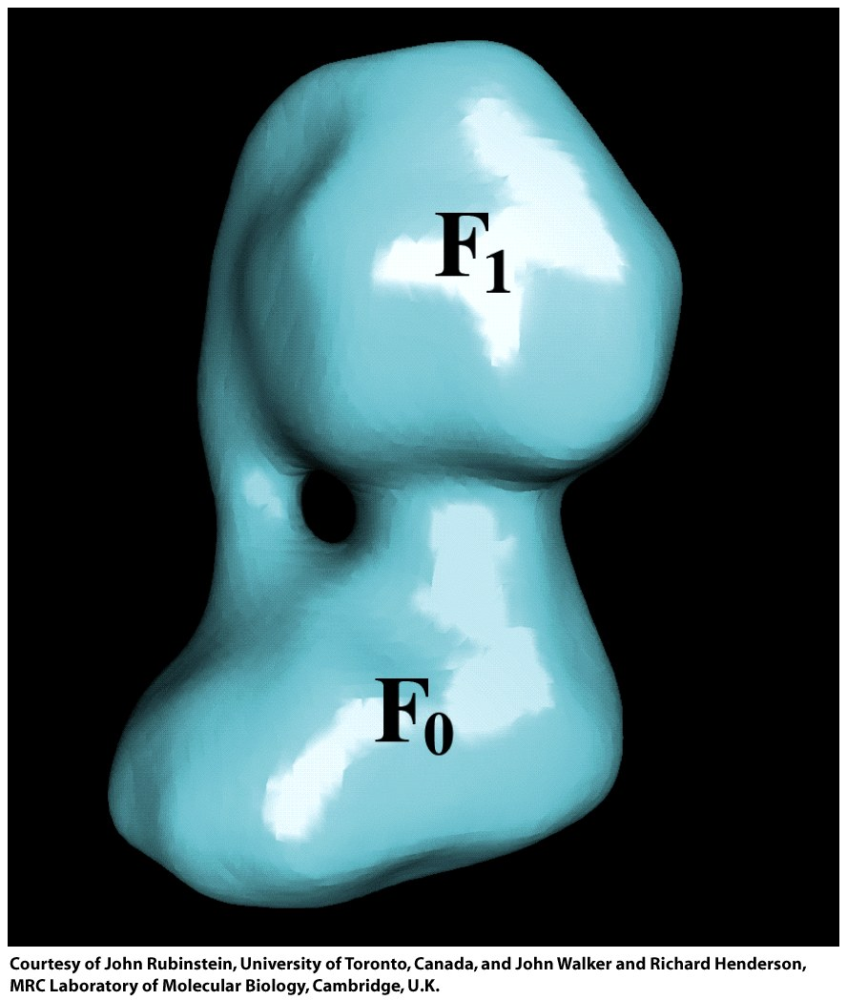 F₁
F₀
Courtesy of John Rubinstein, University of Toronto, Canada, and John Walker and Richard Henderson,
MRC Laboratory of Molecular Biology, Cambridge, U.K.